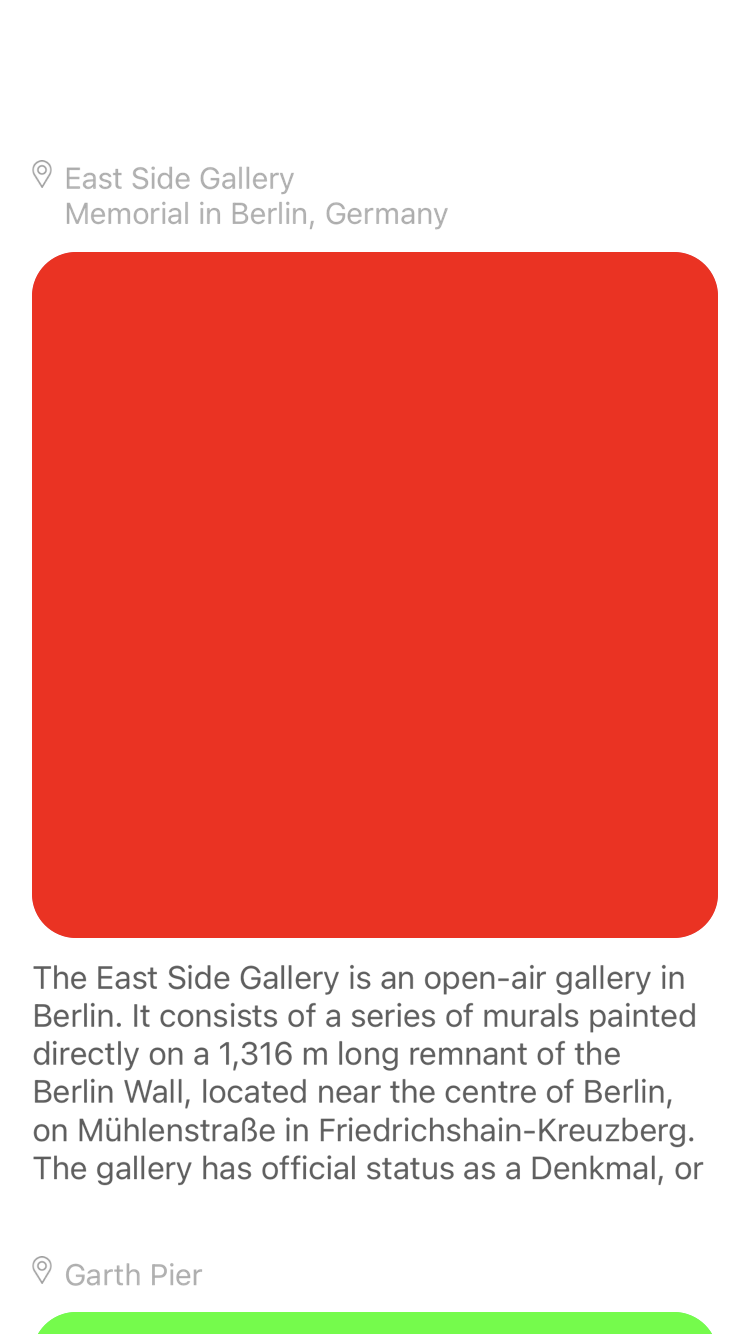 East Side Gallery
Memorial in Berlin, Germany
The East Side Gallery is an open-air gallery in
Berlin. It consists of a series of murals painted
directly on a 1,316 m long remnant of the
Berlin Wall, located near the centre of Berlin,
on Mühlenstraße in Friedrichshain-Kreuzberg.
The gallery has official status as a Denkmal, or
Garth Pier